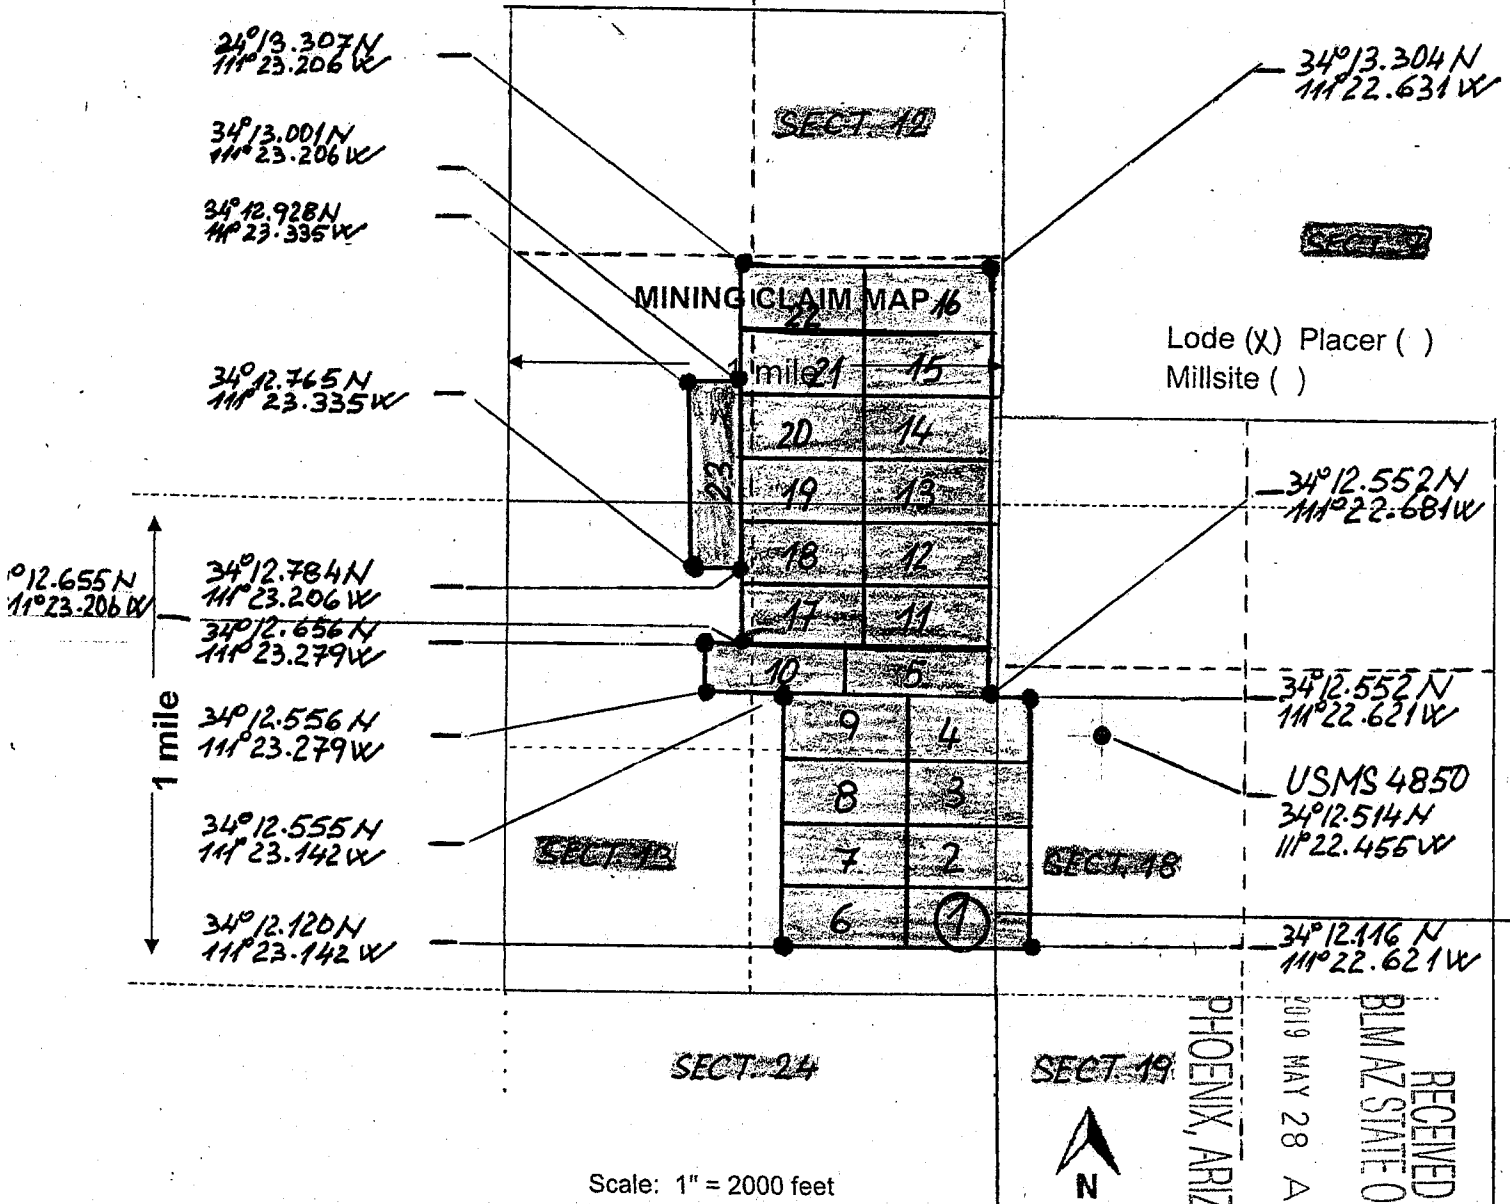 24°13.307N
111°23.206W
34°13.304N
111°22.631W
SECT. 12
34°13.001N
111°23.206W
34°12.928N
111°23.335W
SECT. 7
MINING CLAIM MAP
22
16
Lode (X) Placer ( )
Millsite ( )
1 mile
21
15
34°12.765N
111°23.335W
20
14
23
19
13
34°12.552N
111°22.681W
18
12
°12.655N
11°23.206W
34°12.784N
111°23.206W
17
11
34°12.656N
111°23.279W
10
5
34°12.552N
111°22.621W
34°12.556N
111°23.279W
9
4
1 mile
USMS 4850
34°12.514N
111°22.455W
8
3
34°12.555N
111°23.142W
SECT. 13
7
2
SECT. 18
6
1
34°12.120N
111°23.142W
34°12.116N
111°22.621W
SECT. 24
SECT. 19
RECEIVED
BLM AZ STATE O
2019 MAY 28 A
PHOENIX, ARIZ
N
Scale: 1" = 2000 feet